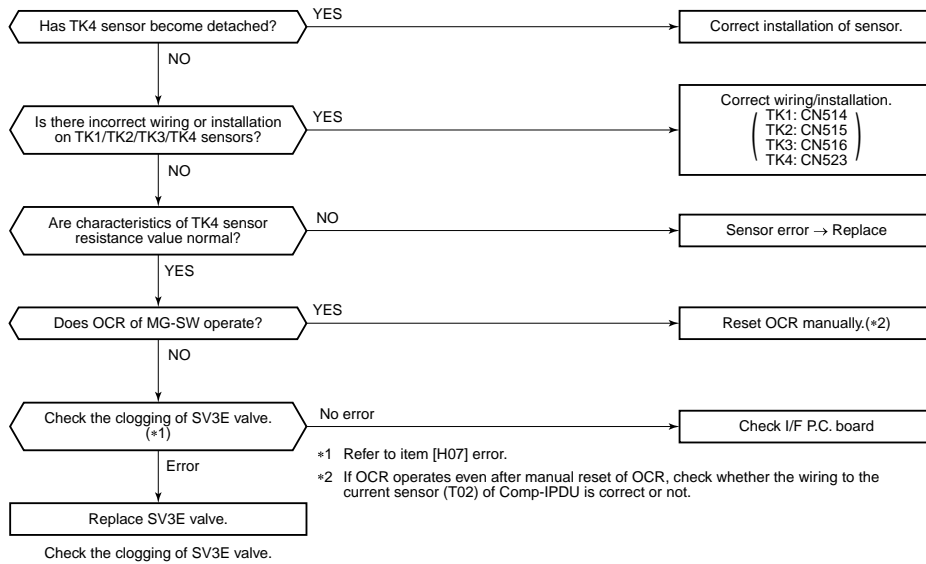 Has TK4 sensor become detached?
YES
Correct installation of sensor.
NO
Is there incorrect wiring or installation
on TK1/TK2/TK3/TK4 sensors?
YES
Correct wiring/installation.
TK1: CN514
TK2: CN515
TK3: CN516
TK4: CN523
NO
Are characteristics of TK4 sensor
resistance value normal?
NO
Sensor error → Replace
YES
Does OCR of MG-SW operate?
YES
Reset OCR manually.(∗2)
NO
Check the clogging of SV3E valve.
(∗1)
No error
Check I/F P.C. board
Error
∗1 Refer to item [H07] error.
∗2 If OCR operates even after manual reset of OCR, check whether the wiring to the
current sensor (T02) of Comp-IPDU is correct or not.
Replace SV3E valve.
Check the clogging of SV3E valve.